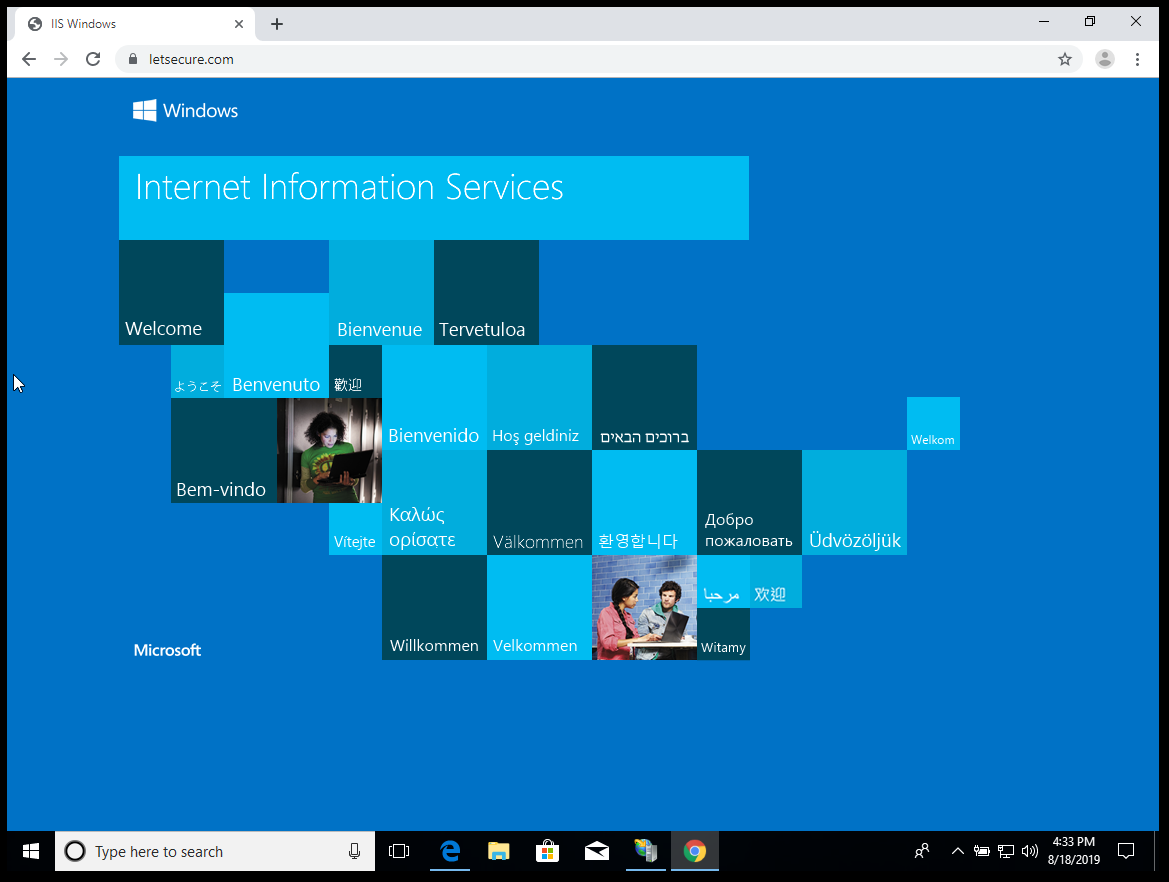 IIS Windows
letsecure.com
Windows
Internet Information Services
Welcome
Bienvenue
Tervetuloa
ようこそ
Benvenuto
歡迎
Bienvenido
Hoş geldiniz
ברוכים הבאים
Welkom
Bem-vindo
Vítejte
Καλώς
ορίσατε
Välkommen
환영합니다
Добро
пожаловать
Üdvözöljük
Willkommen
Velkommen
مرحبا
欢迎
Witamy
Microsoft
Type here to search
4:33 PM
8/18/2019